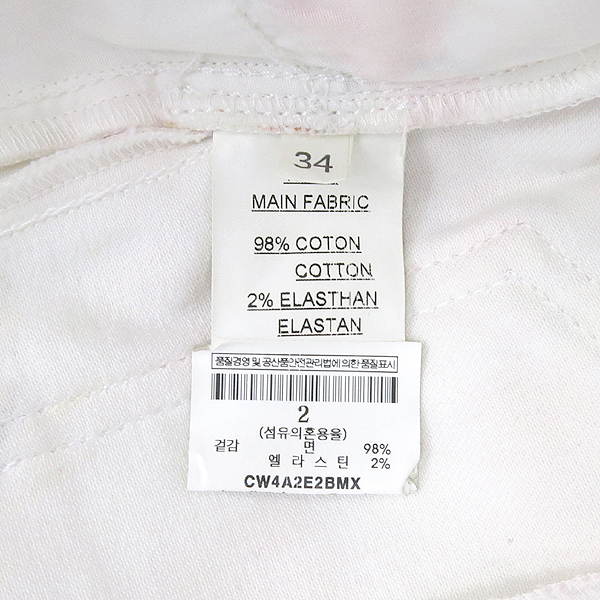 34
MAIN FABRIC
98% COTON
COTTON
2% ELASTHAN
ELASTAN
품질경영 및 공산품안전관리법에 의한 품질표시
2
(섬유의혼용율)
겉감 면 98%
엘 라 스 틴 2%
CW4A2E2BMX